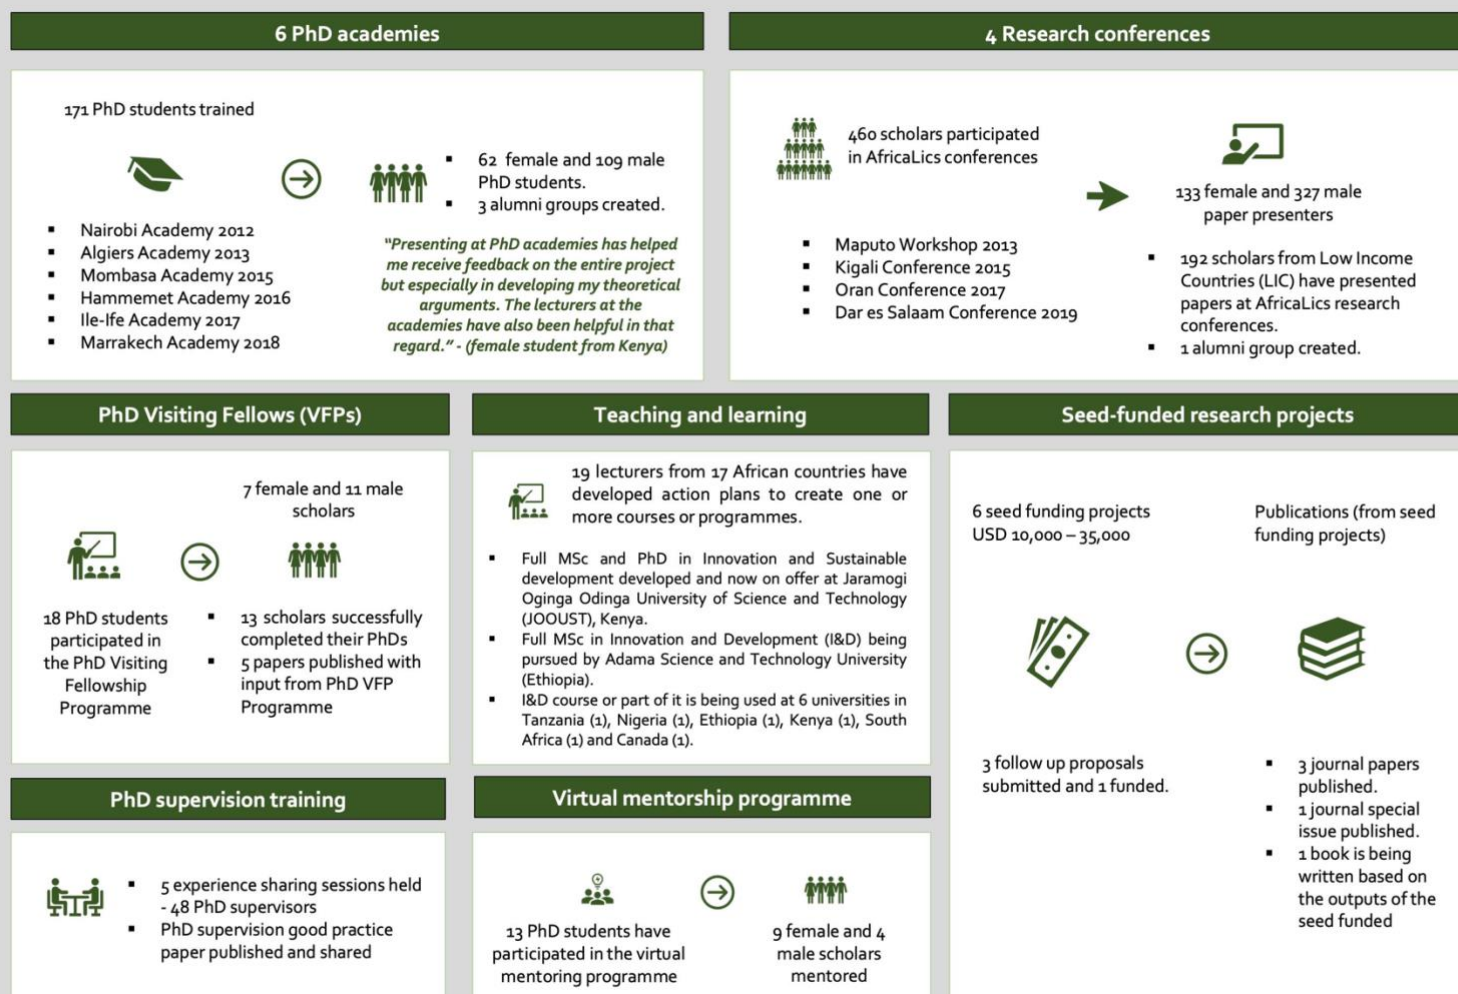 6 PhD academies
171 PhD students trained
▪ 62 female and 109 male
PhD students.
▪ 3 alumni groups created.
▪ Nairobi Academy 2012
▪ Algiers Academy 2013
▪ Mombasa Academy 2015
▪ Hammemet Academy 2016
▪ Ile-Ife Academy 2017
▪ Marrakech Academy 2018
“Presenting at PhD academies has helped
me receive feedback on the entire project
but especially in developing my theoretical
arguments. The lecturers at the
academies have also been helpful in that
regard.” - (female student from Kenya)
4 Research conferences
460 scholars participated
in AfricaLics conferences
▪ Maputo Workshop 2013
▪ Kigali Conference 2015
▪ Oran Conference 2017
▪ Dar es Salaam Conference 2019
133 female and 327 male
paper presenters
▪ 192 scholars from Low Income
Countries (LIC) have presented
papers at AfricaLics research
conferences.
▪ 1 alumni group created.
PhD Visiting Fellows (VFPs)
7 female and 11 male
scholars
18 PhD students
participated in
the PhD Visiting
Fellowship
Programme
▪ 13 scholars successfully
completed their PhDs
▪ 5 papers published with
input from PhD VFP
Programme
Teaching and learning
19 lecturers from 17 African countries have
developed action plans to create one or
more courses or programmes.
▪ Full MSc and PhD in Innovation and Sustainable
development developed and now on offer at Jaramogi
Oginga Odinga University of Science and Technology
(JOOUST), Kenya.
▪ Full MSc in Innovation and Development (I&D) being
pursued by Adama Science and Technology University
(Ethiopia).
▪ I&D course or part of it is being used at 6 universities in
Tanzania (1), Nigeria (1), Ethiopia (1), Kenya (1), South
Africa (1) and Canada (1).
Seed-funded research projects
6 seed funding projects
USD 10,000 – 35,000
Publications (from seed
funding projects)
3 follow up proposals
submitted and 1 funded.
▪ 3 journal papers
published.
▪ 1 journal special
issue published.
▪ 1 book is being
written based on
the outputs of the
seed funded
PhD supervision training
▪ 5 experience sharing sessions held
- 48 PhD supervisors
▪ PhD supervision good practice
paper published and shared
Virtual mentorship programme
13 PhD students have
participated in the virtual
mentoring programme
9 female and 4
male scholars
mentored